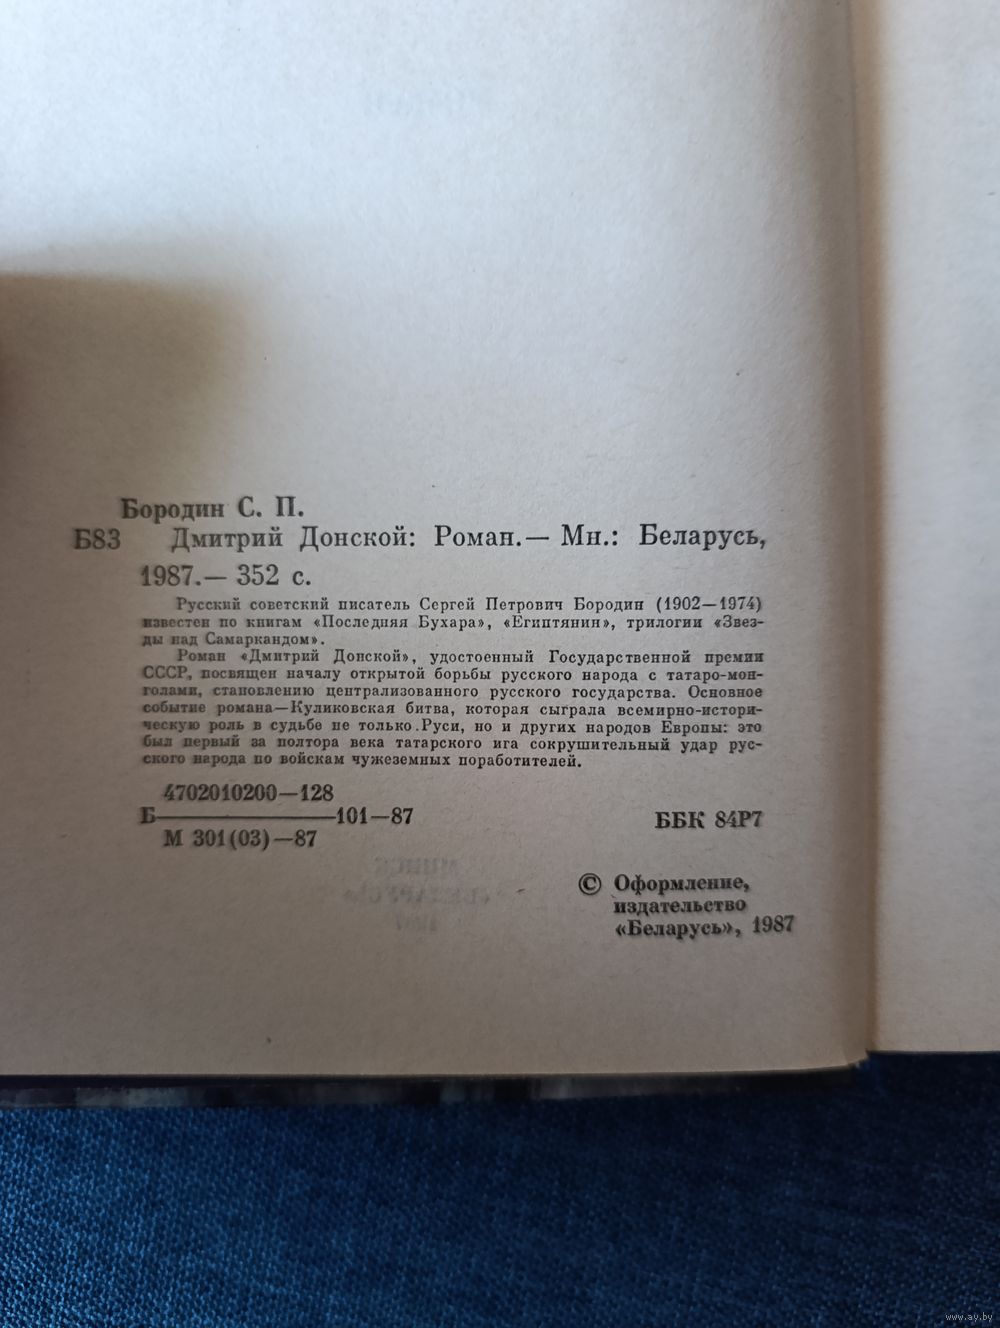 Бородин С. П.
Б83 Дмитрий Донской: Роман.— Мн.: Беларусь,
1987.— 352 с.
Русский советский писатель Сергей Петрович Бородин (1902—1974)
известен по книгам «Последняя Бухара», «Египтянин», трилогии «Звез-
ды над Самаркандом».
Роман «Дмитрий Донской», удостоенный Государственной премии
СССР, посвящен началу открытой борьбы русского народа с татаро-мон-
голами, становлению централизованного русского государства. Основное
событие романа—Куликовская битва, которая сыграла всемирно-истори-
ческую роль в судьбе не только Руси, но и других народов Европы: это
был первый за полтора века татарского ига сокрушительный удар рус-
ского народа по войскам чужеземных поработителей.
4702010200—128
Б———101—87
М 301(03)—87
ББК 84Р7
© Оформление,
издательство
«Беларусь», 1987
www.ay.by